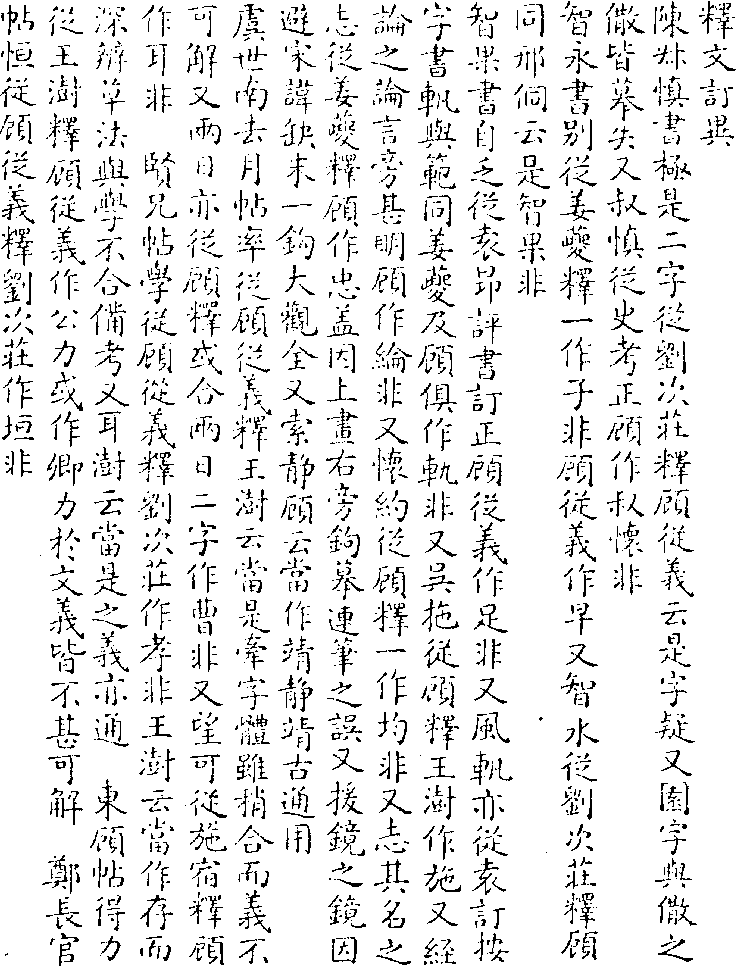 釋文訂異
陳叔慎書極是二字從劉次莊釋顧從義云是字疑又園字與儆之
儆皆摹失又叔慎從史考正顧作叔懷非
智永書別從姜夔釋一作子非顧從義作早又智水從劉次莊釋顧
同邢侗云是智果非
智果書自乏從袁昂評書訂正顧從義作足非又風軌亦從袁訂按
字書軌與範同姜夔及顧俱作軌非又吳拖從顧釋王澍作施又經
論之論言旁甚明顧作綸非又懷約從顧釋一作均非又志其名之
志從姜夔釋顧作忠盖因上畫右旁鉤摹連筆之誤又援鏡之鏡因
避宋諱缺末一鉤大觀全又索静顧云當作靖静靖古通用
虞世南去月帖率從顧從義釋王澍云當是牽字體雖稍合而義不
可解又兩日亦從顧釋或合兩日二字作曹非又望可從施宿釋顧
作耳非　賢兄帖學從顧從義釋劉次莊作孝非王澍云當作存而
深辨草法與學不合備考又耳澍云當是之義亦通　東顧帖得力
從王澍釋顧從義作公力或作卿力於文義皆不甚可解　鄭長官
帖恒從顧從義釋劉次莊作垣非